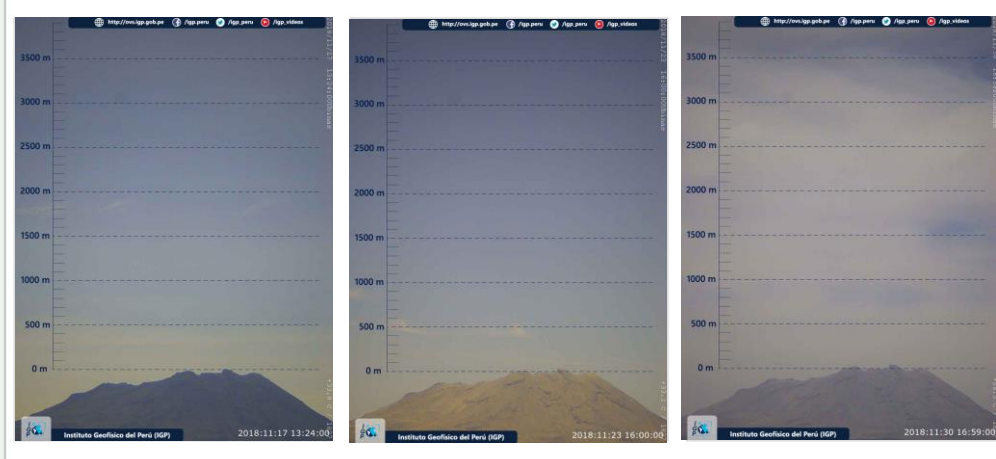 http://ovs.igp.gob.pe /igp.peru /igp_peru /igp_videos
3500 m
3000 m
2500 m
2000 m
1500 m
1000 m
500 m
0 m
Instituto Geofísico del Perú (IGP)
2018:11:17 13:24:00
http://ovs.igp.gob.pe /igp.peru /igp_peru /igp_videos
3500 m
3000 m
2500 m
2000 m
1500 m
1000 m
500 m
0 m
Instituto Geofísico del Perú (IGP)
2018:11:23 16:00:00
http://ovs.igp.gob.pe /igp.peru /igp_peru /igp_videos
3500 m
3000 m
2500 m
2000 m
1500 m
1000 m
500 m
0 m
Instituto Geofísico del Perú (IGP)
2018:11:30 16:59:00